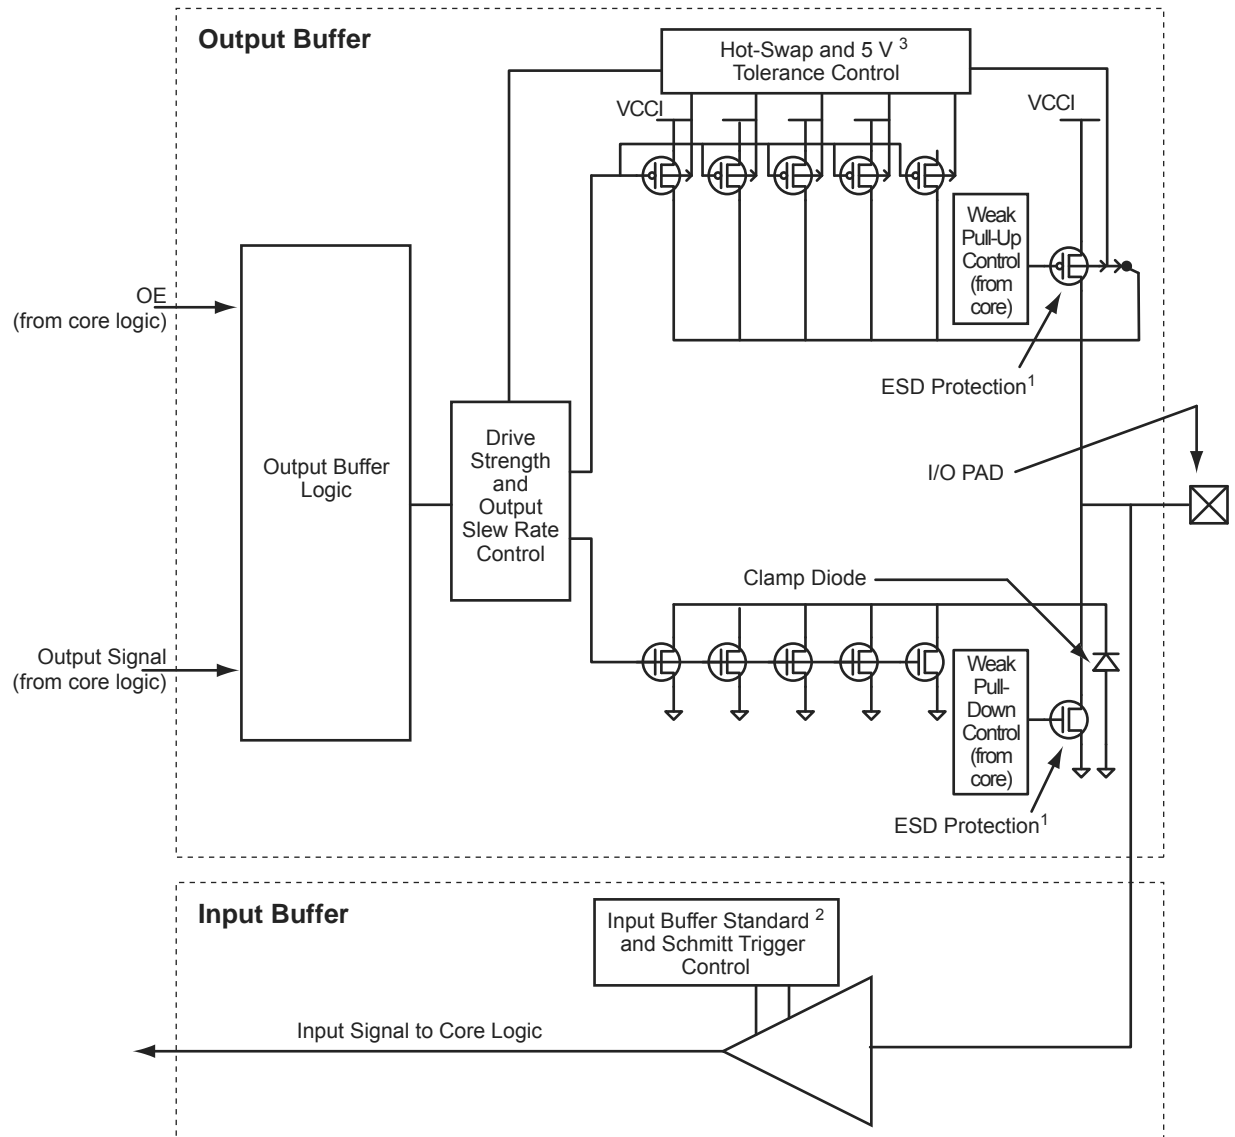 Output Buffer
Hot-Swap and 5 V 3
Tolerance Control
VCCI
VCCI
Weak
Pull-Up
Control
(from
core)
OE
(from core logic)
ESD Protection1
Drive
Strength
and
Output
Slew Rate
Control
Output Buffer
Logic
I/O PAD
Clamp Diode
Output Signal
(from core logic)
Weak
Pull-
Down
Control
(from
core)
ESD Protection1
Input Buffer
Input Buffer Standard 2
and Schmitt Trigger
Control
Input Signal to Core Logic